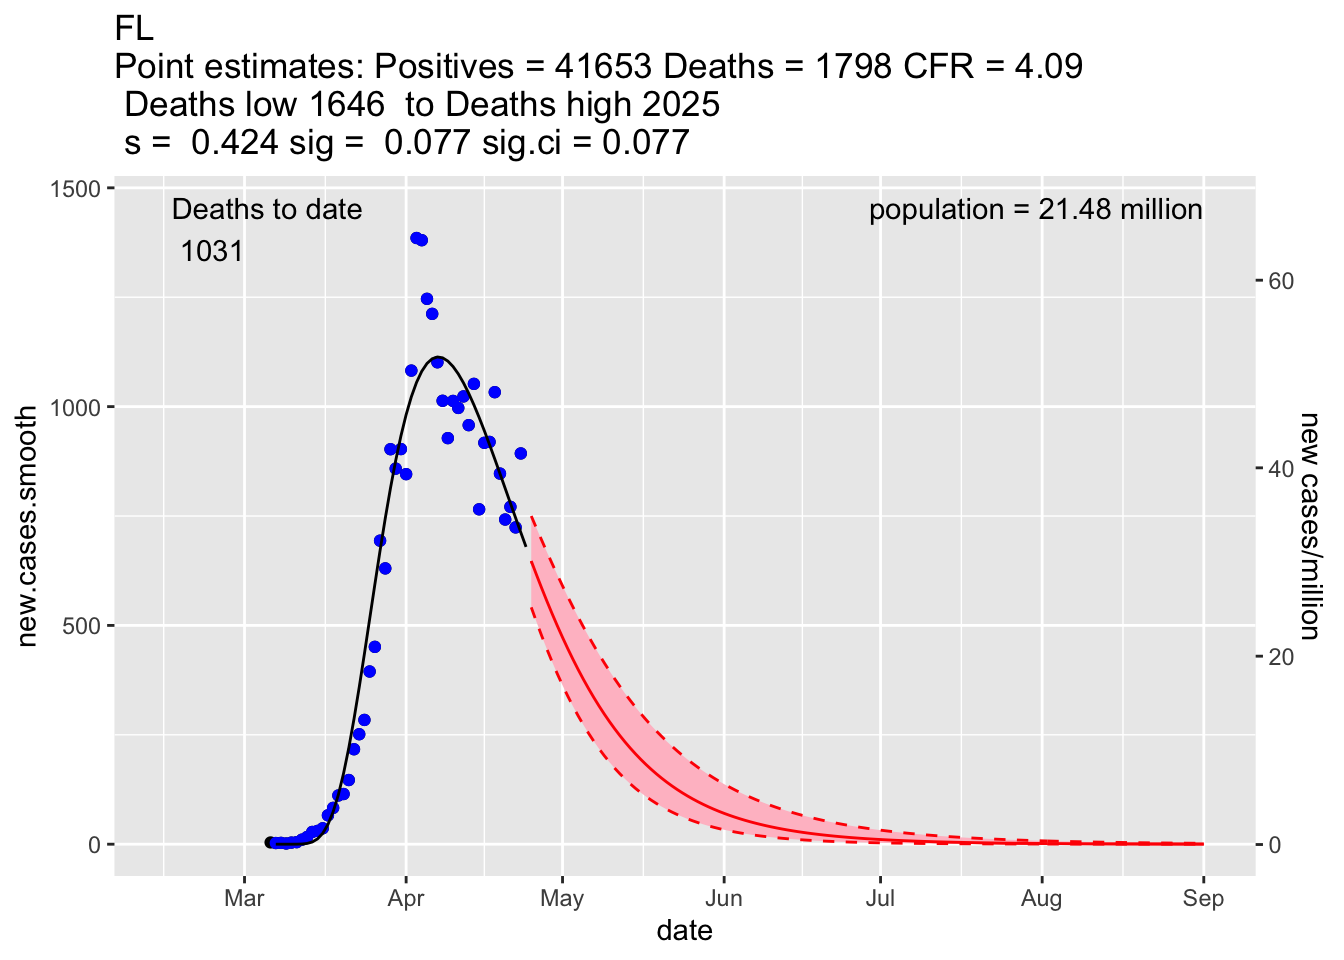 FL
Point estimates: Positives = 41653 Deaths = 1798 CFR = 4.09
Deaths low 1646  to Deaths high 2025
s =  0.424 sig =  0.077 sig.ci = 0.077
Deaths to date
1031
population = 21.48 million
1500
1000
500
0
new.cases.smooth
60
40
20
0
new cases/million
Mar
Apr
May
Jun
Jul
Aug
Sep
date